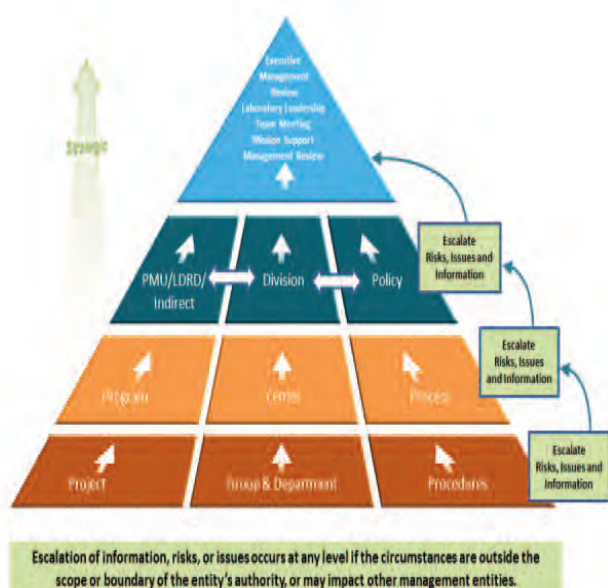 Executive
Management
Review
Laboratory Leadership
Team Meeting
Mission Support
Management Review
Strategic
PMU/LDRD/
Indirect
Division
Policy
Escalate
Risks, Issues and
Information
Program
Center
Process
Escalate
Risks, Issues
and Information
Project
Group & Department
Procedures
Escalate
Risks, Issues and
Information
Escalation of information, risks, or issues occurs at any level if the circumstances are outside the
scope or boundary of the entity's authority, or may impact other management entities.